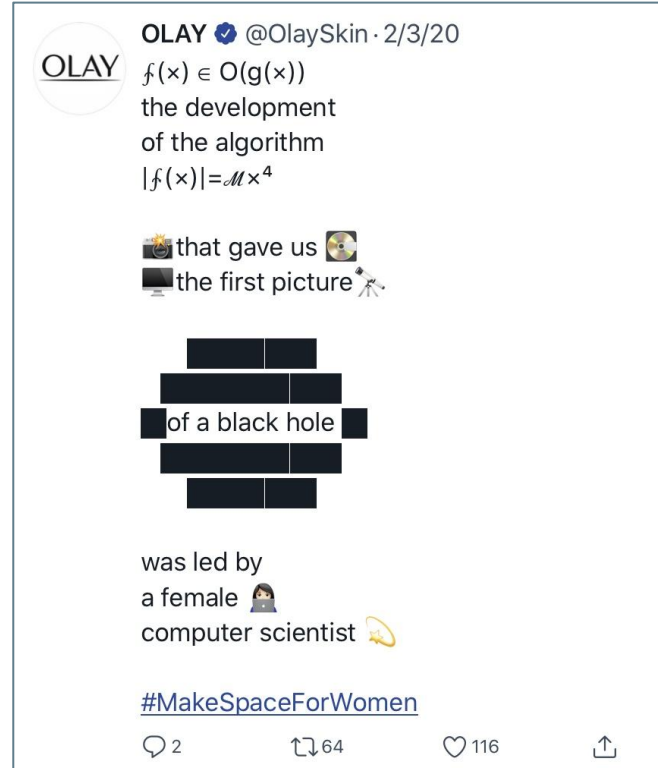 OLAY
OLAY @OlaySkin · 2/3/20
∱(×) ∈ O(g(×))
the development
of the algorithm
|∱(×)|=ℳ×⁴
📸that gave us 💽
🖥️the first picture🔭
of a black hole
was led by
a female 👩🏻‍💻
computer scientist 💫
#MakeSpaceForWomen
2 64 116